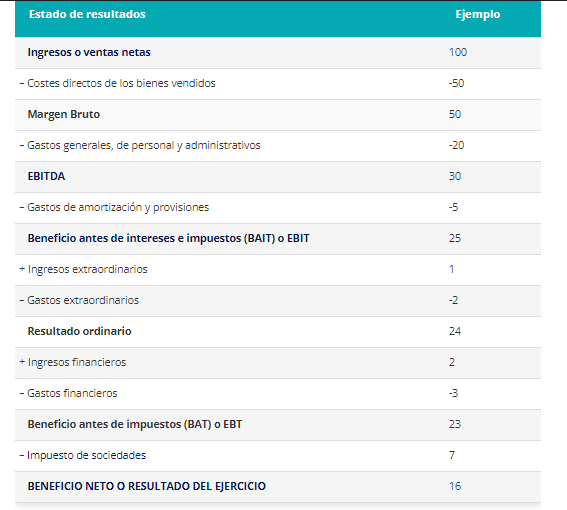 Estado de resultados Ejemplo
Ingresos o ventas netas 100
– Costes directos de los bienes vendidos -50
Margen Bruto 50
– Gastos generales, de personal y administrativos -20
EBITDA 30
– Gastos de amortización y provisiones -5
Beneficio antes de intereses e impuestos (BAIT) o EBIT 25
+ Ingresos extraordinarios 1
– Gastos extraordinarios -2
Resultado ordinario 24
+ Ingresos financieros 2
– Gastos financieros -3
Beneficio antes de impuestos (BAT) o EBT 23
– Impuesto de sociedades 7
BENEFICIO NETO O RESULTADO DEL EJERCICIO 16